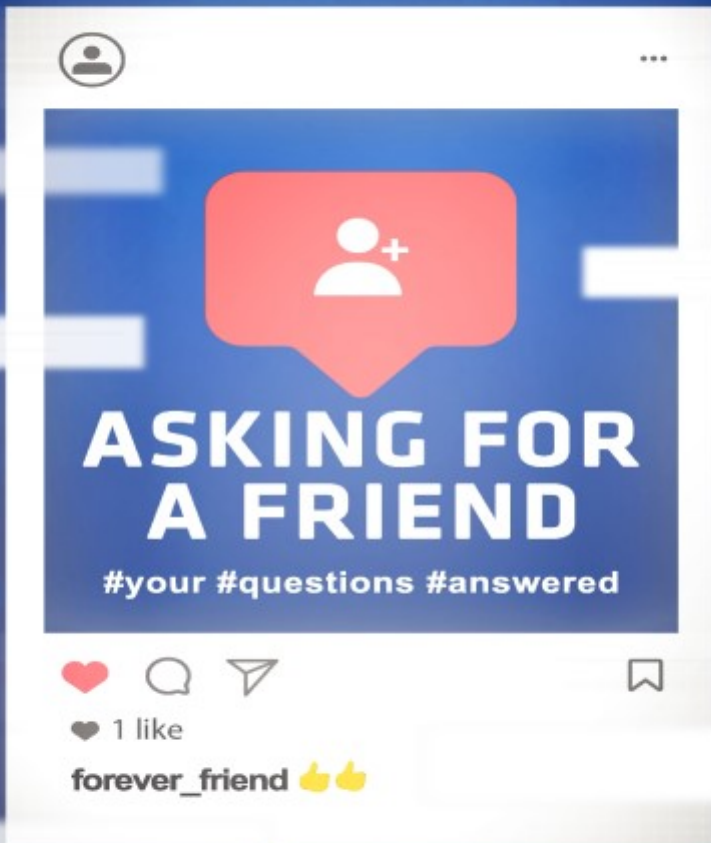 ASKING FOR
A FRIEND
#your #questions #answered
1 like
forever_friend 👍👍